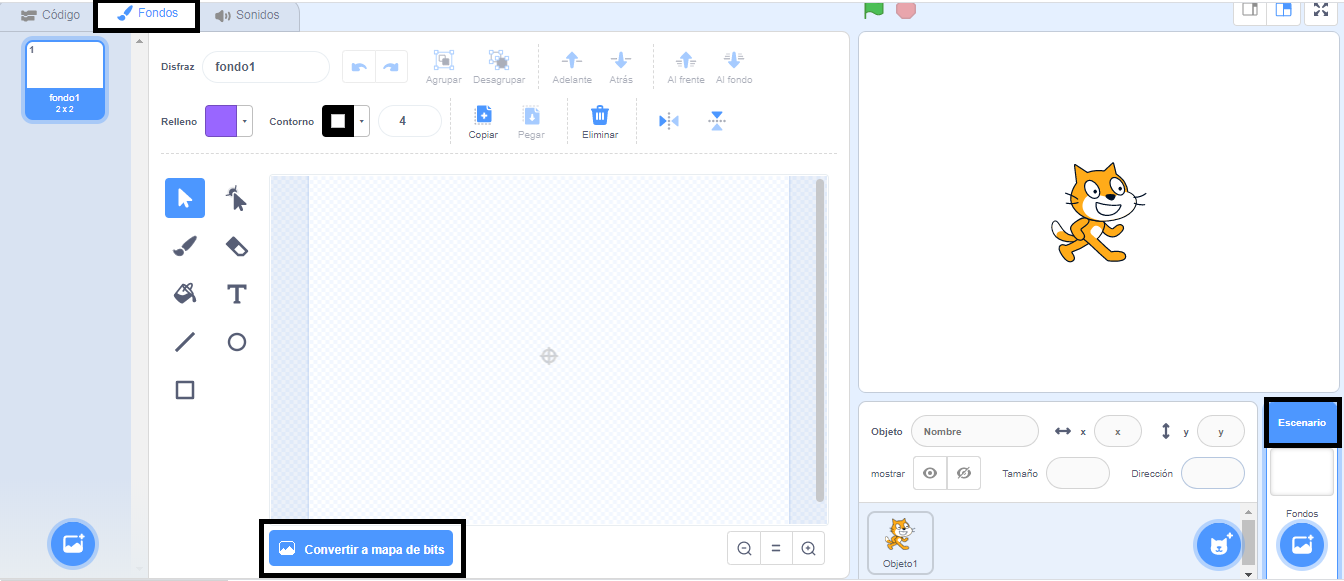 Código
Fondos
Sonidos
1
fondo1
2 x 2
Disfraz
fondo1
Agrupar
Desagrupar
Adelante
Atrás
Al frente
Al fondo
Relleno
Contorno
4
Copiar
Pegar
Eliminar
T
Convertir a mapa de bits
Objeto
Nombre
x
x
y
y
mostrar
Tamaño
Dirección
Objeto1
Escenario
Fondos